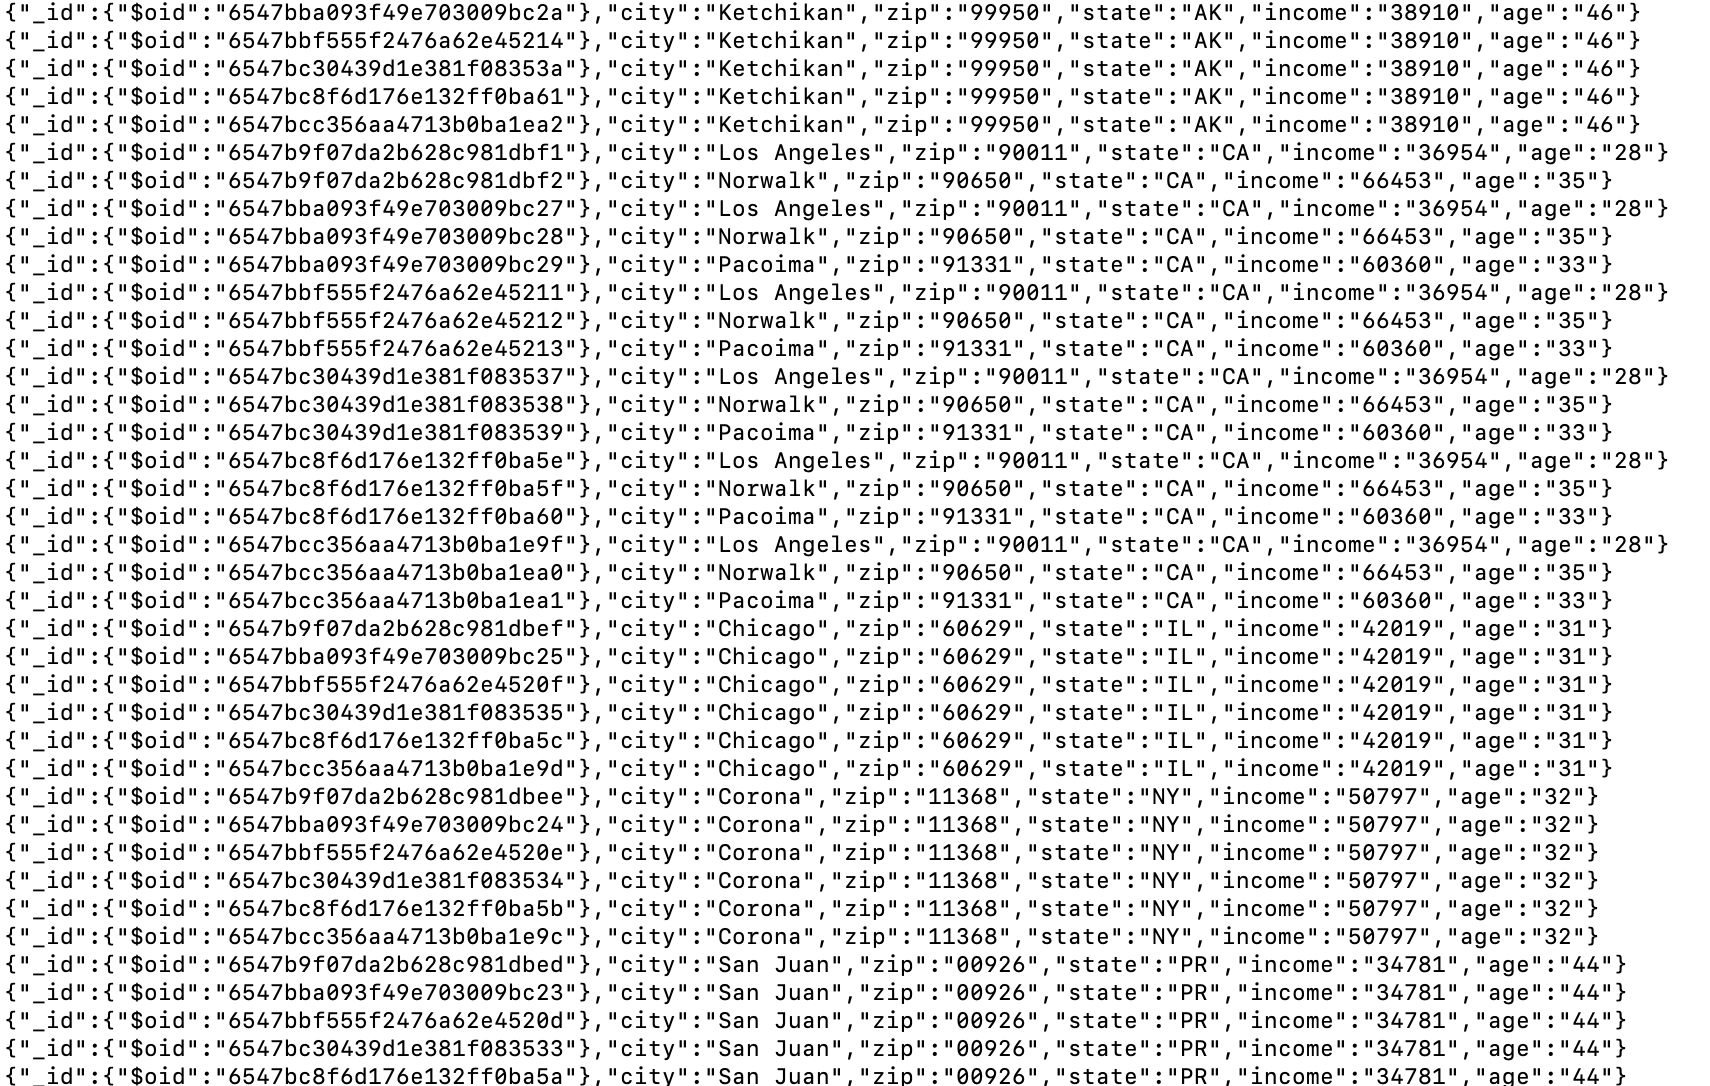 {"_id":{"$oid":"6547bba093f49e703009bc2a"},"city":"Ketchikan","zip":"99950","state":"AK","income":"38910","age":"46"}
{"_id":{"$oid":"6547bbf555f2476a62e45214"},"city":"Ketchikan","zip":"99950","state":"AK","income":"38910","age":"46"}
{"_id":{"$oid":"6547bc30439d1e381f08353a"},"city":"Ketchikan","zip":"99950","state":"AK","income":"38910","age":"46"}
{"_id":{"$oid":"6547bc8f6d176e132ff0ba61"},"city":"Ketchikan","zip":"99950","state":"AK","income":"38910","age":"46"}
{"_id":{"$oid":"6547bcc356aa4713b0ba1ea2"},"city":"Ketchikan","zip":"99950","state":"AK","income":"38910","age":"46"}
{"_id":{"$oid":"6547b9f07da2b628c981dbf1"},"city":"Los Angeles","zip":"90011","state":"CA","income":"36954","age":"28"}
{"_id":{"$oid":"6547b9f07da2b628c981dbf2"},"city":"Norwalk","zip":"90650","state":"CA","income":"66453","age":"35"}
{"_id":{"$oid":"6547bba093f49e703009bc27"},"city":"Los Angeles","zip":"90011","state":"CA","income":"36954","age":"28"}
{"_id":{"$oid":"6547bba093f49e703009bc28"},"city":"Norwalk","zip":"90650","state":"CA","income":"66453","age":"35"}
{"_id":{"$oid":"6547bba093f49e703009bc29"},"city":"Pacoima","zip":"91331","state":"CA","income":"60360","age":"33"}
{"_id":{"$oid":"6547bbf555f2476a62e45211"},"city":"Los Angeles","zip":"90011","state":"CA","income":"36954","age":"28"}
{"_id":{"$oid":"6547bbf555f2476a62e45212"},"city":"Norwalk","zip":"90650","state":"CA","income":"66453","age":"35"}
{"_id":{"$oid":"6547bbf555f2476a62e45213"},"city":"Pacoima","zip":"91331","state":"CA","income":"60360","age":"33"}
{"_id":{"$oid":"6547bc30439d1e381f083537"},"city":"Los Angeles","zip":"90011","state":"CA","income":"36954","age":"28"}
{"_id":{"$oid":"6547bc30439d1e381f083538"},"city":"Norwalk","zip":"90650","state":"CA","income":"66453","age":"35"}
{"_id":{"$oid":"6547bc30439d1e381f083539"},"city":"Pacoima","zip":"91331","state":"CA","income":"60360","age":"33"}
{"_id":{"$oid":"6547bc8f6d176e132ff0ba5e"},"city":"Los Angeles","zip":"90011","state":"CA","income":"36954","age":"28"}
{"_id":{"$oid":"6547bc8f6d176e132ff0ba5f"},"city":"Norwalk","zip":"90650","state":"CA","income":"66453","age":"35"}
{"_id":{"$oid":"6547bc8f6d176e132ff0ba60"},"city":"Pacoima","zip":"91331","state":"CA","income":"60360","age":"33"}
{"_id":{"$oid":"6547bcc356aa4713b0ba1e9f"},"city":"Los Angeles","zip":"90011","state":"CA","income":"36954","age":"28"}
{"_id":{"$oid":"6547bcc356aa4713b0ba1ea0"},"city":"Norwalk","zip":"90650","state":"CA","income":"66453","age":"35"}
{"_id":{"$oid":"6547bcc356aa4713b0ba1ea1"},"city":"Pacoima","zip":"91331","state":"CA","income":"60360","age":"33"}
{"_id":{"$oid":"6547b9f07da2b628c981dbef"},"city":"Chicago","zip":"60629","state":"IL","income":"42019","age":"31"}
{"_id":{"$oid":"6547bba093f49e703009bc25"},"city":"Chicago","zip":"60629","state":"IL","income":"42019","age":"31"}
{"_id":{"$oid":"6547bbf555f2476a62e4520f"},"city":"Chicago","zip":"60629","state":"IL","income":"42019","age":"31"}
{"_id":{"$oid":"6547bc30439d1e381f083535"},"city":"Chicago","zip":"60629","state":"IL","income":"42019","age":"31"}
{"_id":{"$oid":"6547bc8f6d176e132ff0ba5c"},"city":"Chicago","zip":"60629","state":"IL","income":"42019","age":"31"}
{"_id":{"$oid":"6547bcc356aa4713b0ba1e9d"},"city":"Chicago","zip":"60629","state":"IL","income":"42019","age":"31"}
{"_id":{"$oid":"6547b9f07da2b628c981dbee"},"city":"Corona","zip":"11368","state":"NY","income":"50797","age":"32"}
{"_id":{"$oid":"6547bba093f49e703009bc24"},"city":"Corona","zip":"11368","state":"NY","income":"50797","age":"32"}
{"_id":{"$oid":"6547bbf555f2476a62e4520e"},"city":"Corona","zip":"11368","state":"NY","income":"50797","age":"32"}
{"_id":{"$oid":"6547bc30439d1e381f083534"},"city":"Corona","zip":"11368","state":"NY","income":"50797","age":"32"}
{"_id":{"$oid":"6547bc8f6d176e132ff0ba5b"},"city":"Corona","zip":"11368","state":"NY","income":"50797","age":"32"}
{"_id":{"$oid":"6547bcc356aa4713b0ba1e9c"},"city":"Corona","zip":"11368","state":"NY","income":"50797","age":"32"}
{"_id":{"$oid":"6547b9f07da2b628c981dbed"},"city":"San Juan","zip":"00926","state":"PR","income":"34781","age":"44"}
{"_id":{"$oid":"6547bba093f49e703009bc23"},"city":"San Juan","zip":"00926","state":"PR","income":"34781","age":"44"}
{"_id":{"$oid":"6547bbf555f2476a62e4520d"},"city":"San Juan","zip":"00926","state":"PR","income":"34781","age":"44"}
{"_id":{"$oid":"6547bc30439d1e381f083533"},"city":"San Juan","zip":"00926","state":"PR","income":"34781","age":"44"}
{"_id":{"$oid":"6547bc8f6d176e132ff0ba5a"},"city":"San Juan","zip":"00926","state":"PR","income":"34781","age":"44"}